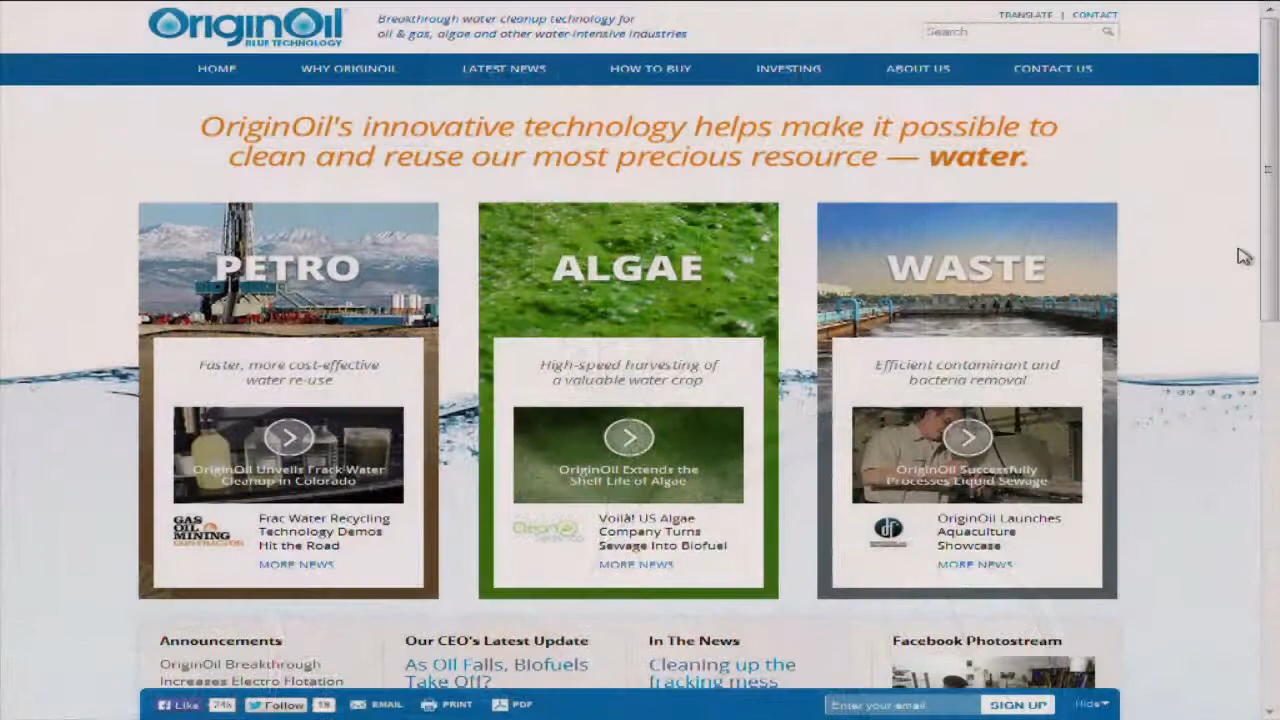 OriginOil
BLUE TECHNOLOGY
Breakthrough water cleanup technology for
oil & gas, algae and other water-intensive industries
TRANSLATE | CONTACT
Search
HOME WHY ORIGINOIL LATEST NEWS HOW TO BUY INVESTING ABOUT US CONTACT US
OriginOil's innovative technology helps make it possible to
clean and reuse our most precious resource — water.
PETRO
Faster, more cost-effective
water re-use
OriginOil Unveils Frack Water
Cleanup in Colorado
GAS
OIL
MINING
CONTRACTOR
Frac Water Recycling
Technology Demos
Hit the Road
MORE NEWS
ALGAE
High-speed harvesting of
a valuable water crop
OriginOil Extends the
Shelf Life of Algae
Voilà! US Algae
Company Turns
Sewage Into Biofuel
MORE NEWS
WASTE
Efficient contaminant and
bacteria removal
OriginOil Successfully
Processes Liquid Sewage
OriginOil Launches
Aquaculture
Showcase
MORE NEWS
Announcements
OriginOil Breakthrough
Increases Electro Flotation
Our CEO's Latest Update
As Oil Falls, Biofuels
Take Off?
In The News
Cleaning up the
fracking mess
Facebook Photostream
Like 24k Follow 18 EMAIL PRINT PDF
Enter your email SIGN UP Hide